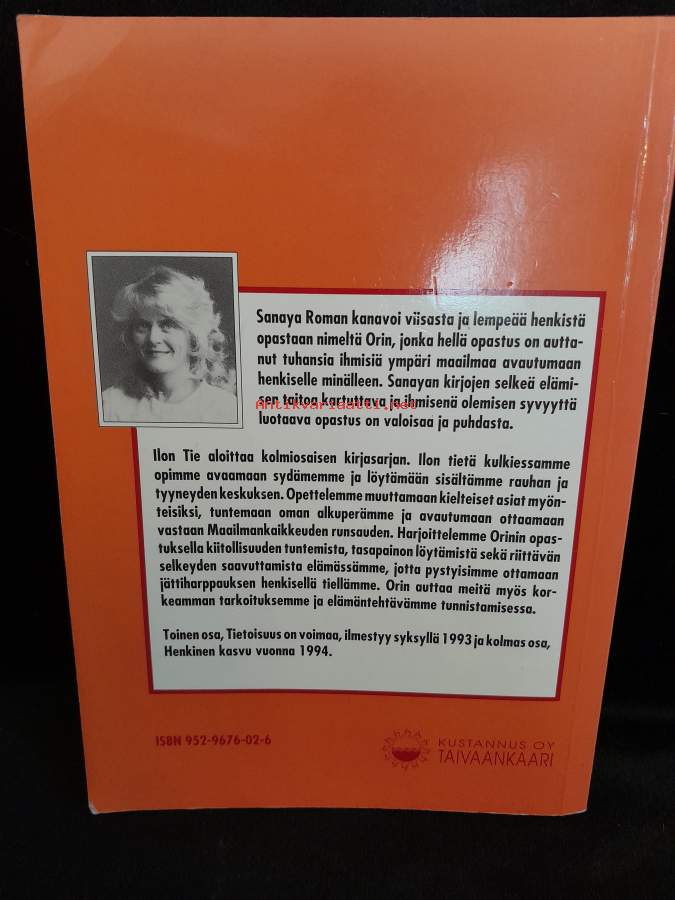 Sanaya Roman kanavoi viisasta ja lempeää henkistä
opastaan nimeltä Orin, jonka hellä opastus on autta-
nut tuhansia ihmisiä ympäri maailmaa avautumaan
henkiselle minälleen. Sanayan kirjojen selkeä elämi-
sen taitoa kartuttava ja ihmisenä olemisen syvyyttä
Antikvariaatti.net
luotaava opastus on valoisaa ja puhdasta.
Ilon Tie aloittaa kolmiosaisen kirjasarjan. Ilon tietä kulkiessamme
opimme avaamaan sydämemme ja löytämään sisältämme rauhan ja
tyyneyden keskuksen. Opettelemme muuttamaan kielteiset asiat myön-
teisiksi, tuntemaan oman alkuperämme ja avautumaan ottaamaan
vastaan Maailmankaikkeuden runsauden. Harjoittelemme Orinin opas-
tuksella kiitollisuuden tuntemista, tasapainon löytämistä sekä riittävän
selkeyden saavuttamista elämässämme, jotta pystyisimme ottamaan
jättiharppauksen henkisellä tiellämme. Orin auttaa meitä myös kor-
keamman tarkoituksemme ja elämäntehtävämme tunnistamisessa.
Toinen osa, Tietoisuus on voimaa, ilmestyy syksyllä 1993 ja kolmas osa,
Henkinen kasvu vuonna 1994.
ISBN 952-9676-02-6
KUSTANNUS OY
TAIVAANKAARI